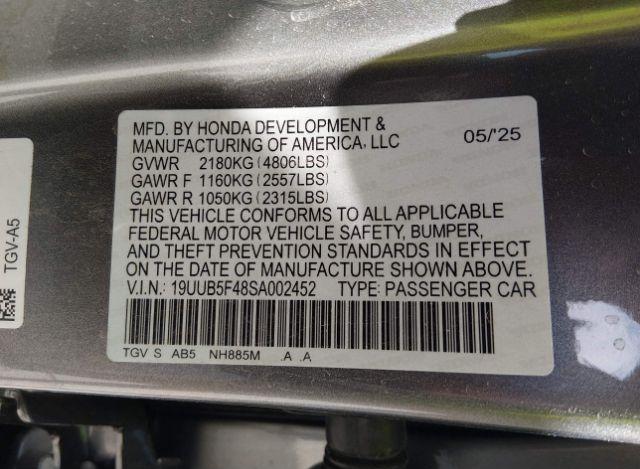 MFD. BY HONDA DEVELOPMENT &
MANUFACTURING OF AMERICA, LLC 05/'25
GVWR 2180KG (4806LBS)
GAWR F 1160KG (2557LBS)
GAWR R 1050KG (2315LBS)
THIS VEHICLE CONFORMS TO ALL APPLICABLE
FEDERAL MOTOR VEHICLE SAFETY, BUMPER,
AND THEFT PREVENTION STANDARDS IN EFFECT
ON THE DATE OF MANUFACTURE SHOWN ABOVE.
V.I.N.: 19UUB5F48SA002452 TYPE: PASSENGER CAR
TGV S AB5 NH885M .A .A
TGV-A5